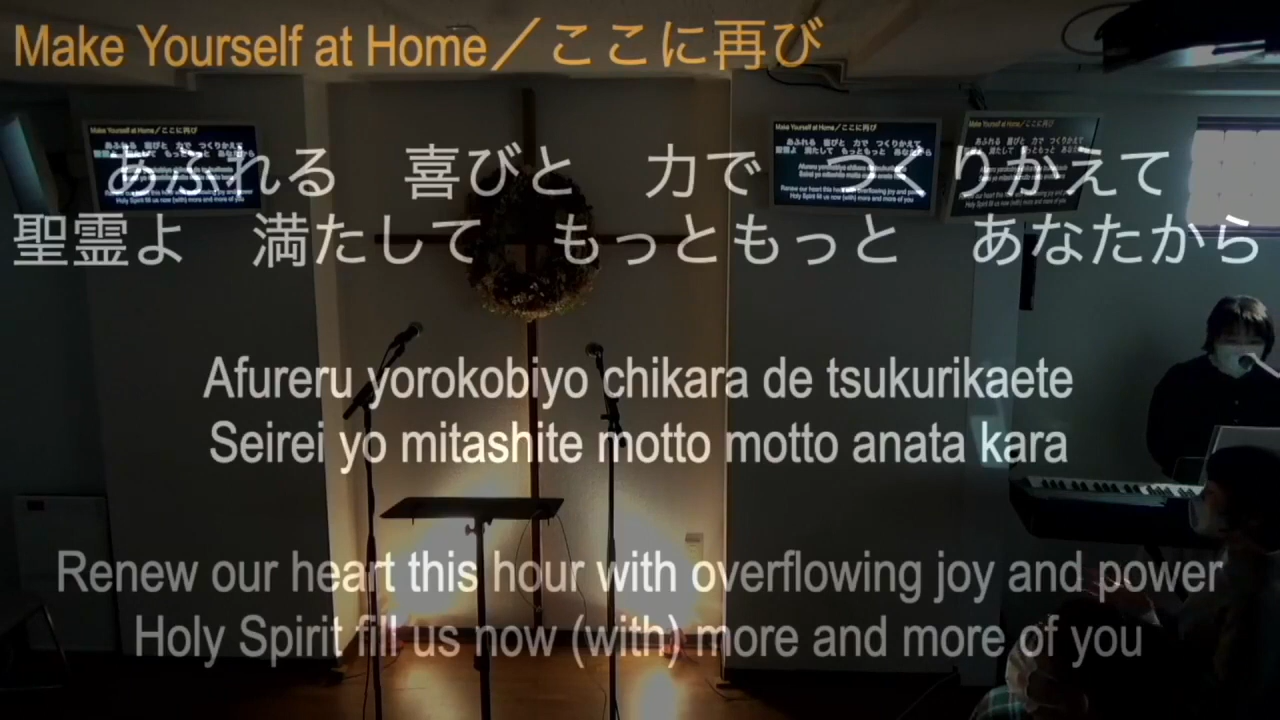 Make Yourself at Home／ここに再び
あふれる　喜びと　力で　つくりかえて
聖霊よ　満たして　もっともっと　あなたから
Afureru yorokobiyo chikara de tsukurikaete
Seirei yo mitashite motto motto anata kara
Renew our heart this hour with overflowing joy and power
Holy Spirit fill us now (with) more and more of you